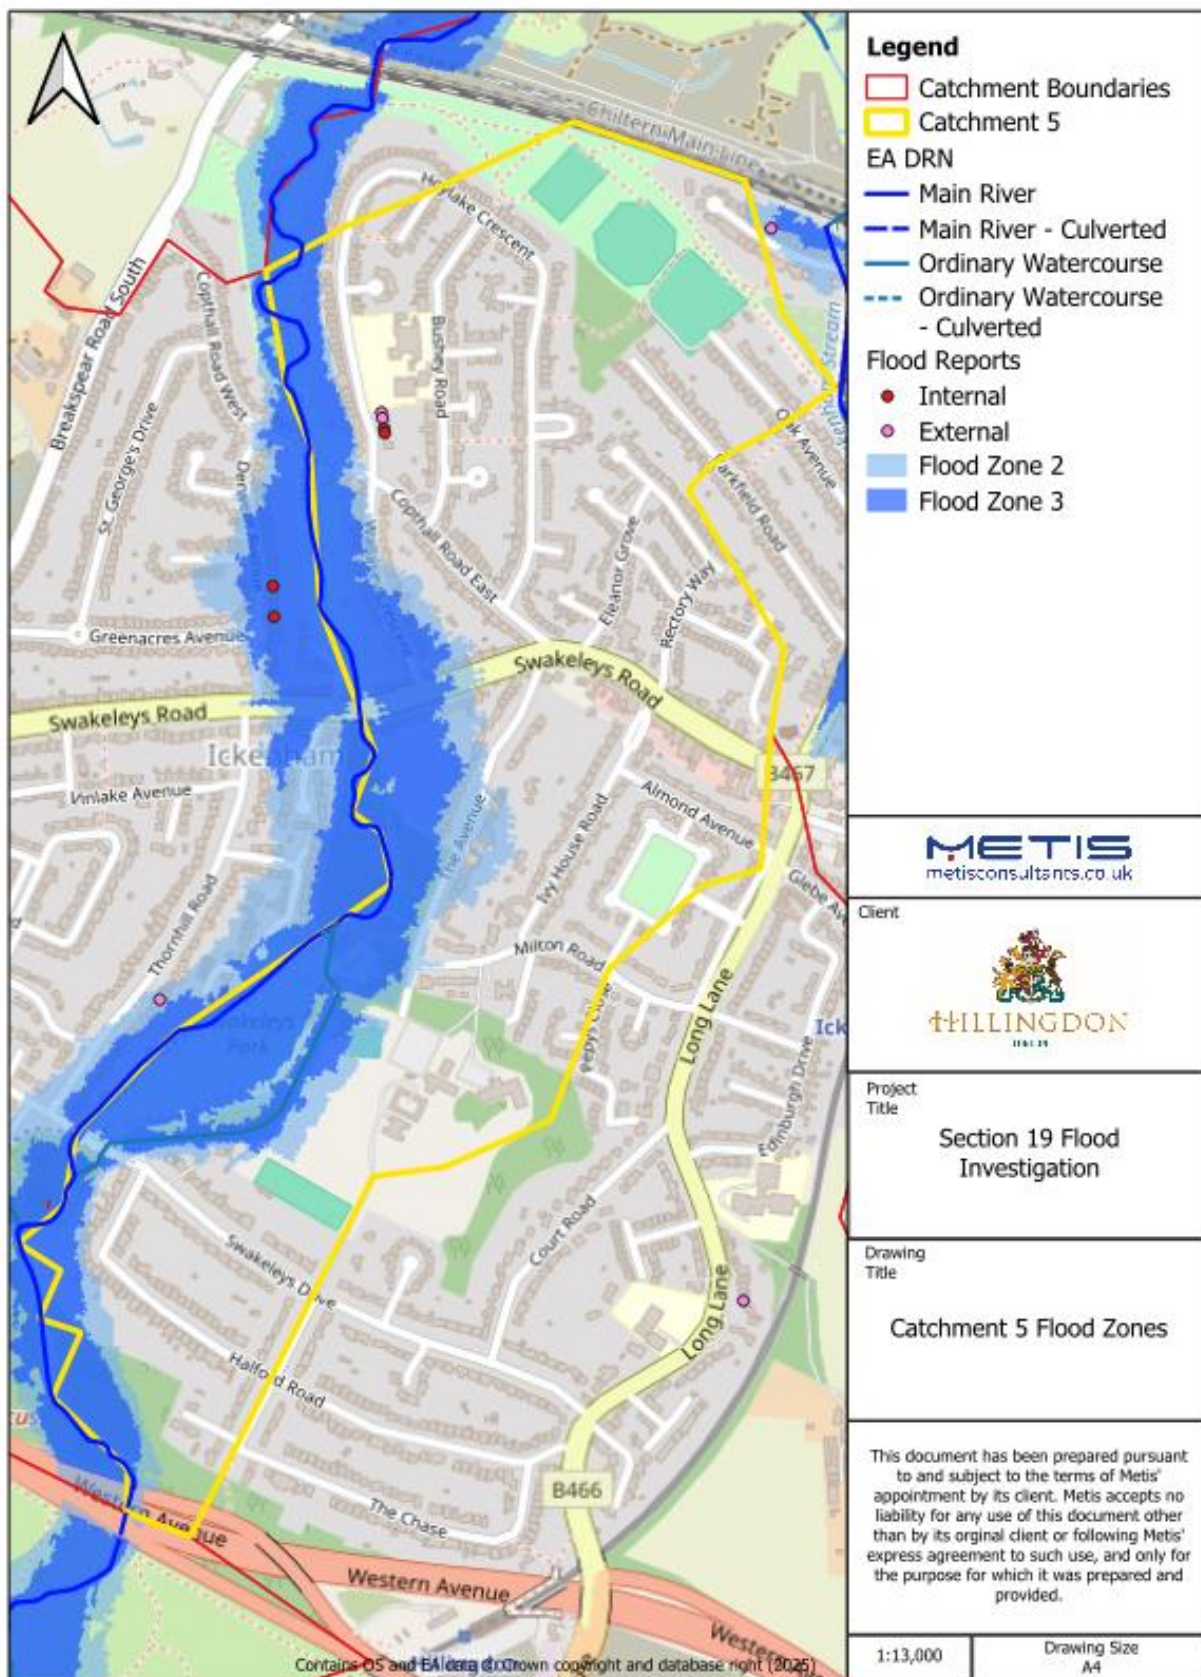 Chiltern Main Line
Hoylake Crescent
Copthall Road West
Breakspear Road South
Bushey Road
St. George's Drive
Oak Avenue
Parkfield Road
Copthall Road East
Eleanor Grove
Rectory Way
Greenacres Avenue
Swakeleys Road
Swakeleys Road
Ickenham
B467
Vinlake Avenue
Almond Avenue
The Avenue
Ivy House Road
Thornhill Road
Milton Road
Long Lane
Swakeleys
Park
Edinburgh Drive
Court Road
Swakeleys Drive
Long Lane
Halford Road
B466
The Chase
Western Avenue
Western Avenue
Contains OS and EA data © Crown copyright and database right (2025)
Legend
Catchment Boundaries
Catchment 5
EA DRN
Main River
Main River - Culverted
Ordinary Watercourse
Ordinary Watercourse
- Culverted
Flood Reports
Internal
External
Flood Zone 2
Flood Zone 3
METIS
metisconsultants.co.uk
Client
HILLINGDON
LONDON
Project
Title
Section 19 Flood
Investigation
Drawing
Title
Catchment 5 Flood Zones
This document has been prepared pursuant
to and subject to the terms of Metis'
appointment by its client. Metis accepts no
liability for any use of this document other
than by its orginal client or following Metis'
express agreement to such use, and only for
the purpose for which it was prepared and
provided.
1:13,000
Drawing Size
A4